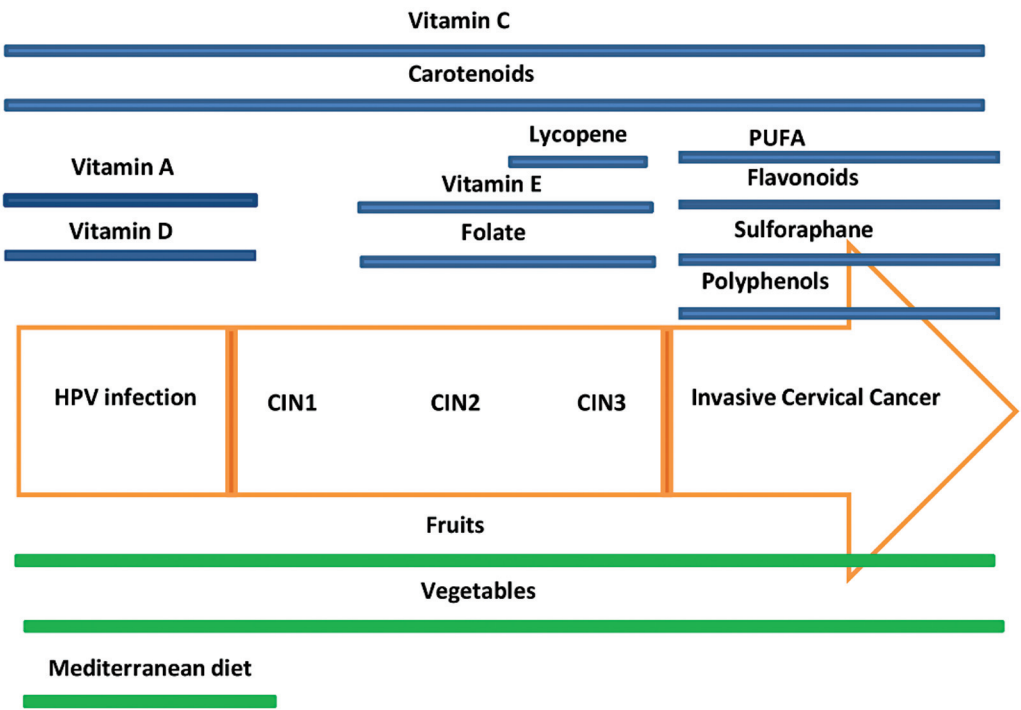 Vitamin C
Carotenoids
Lycopene
PUFA
Vitamin A
Vitamin E
Flavonoids
Vitamin D
Folate
Sulforaphane
Polyphenols
HPV infection
CIN1
CIN2
CIN3
Invasive Cervical Cancer
Fruits
Vegetables
Mediterranean diet